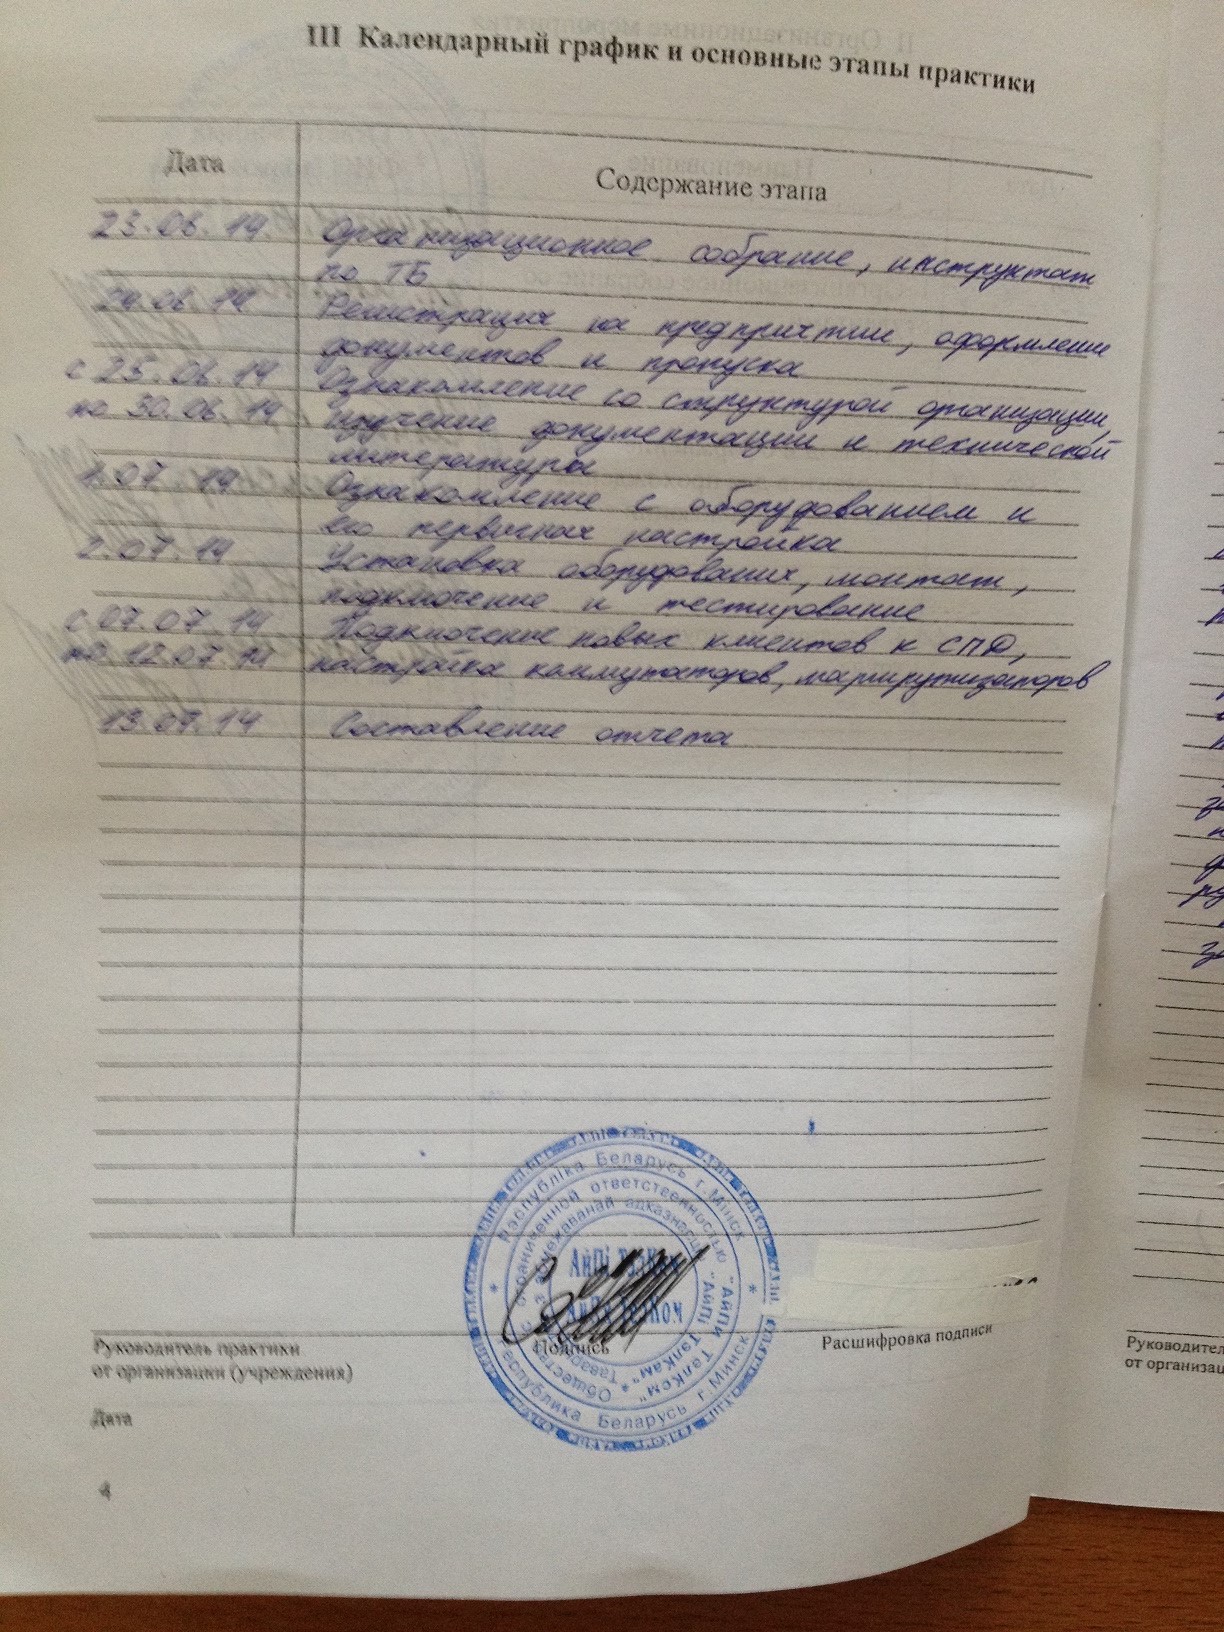 III Календарный график и основные этапы практики
Дата Содержание этапа
23.06.14 Организационное собрание, инструктаж
по ТБ
24.06.14 Регистрация на предприятии, оформление
документов и пропуска
с 25.06.14 Ознакомление со структурой организации,
по 30.06.14 изучение документации и технической
литературы
1.07.14 Ознакомление с оборудованием и
его первичная настройка
2.07.14 Установка оборудования, монтаж,
подключение и тестирование
с 07.07.14 Подключение новых клиентов к СПД,
по 12.07.14 настройка коммутаторов, маршрутизаторов
13.07.14 Составление отчета
Рэспубліка Беларусь г. Мінск
Республика Беларусь г. Минск
Общество с ограниченной ответственностью "АйПи ТелКом"
Таварыства з абмежаванай адказнасцю "АйПі ТэлКам"
АйПі ТэлКам
АйПи ТелКом
Подпись
Расшифровка подписи
Руководитель практики
от организации (учреждения)
Дата
4
Руководител
от организац